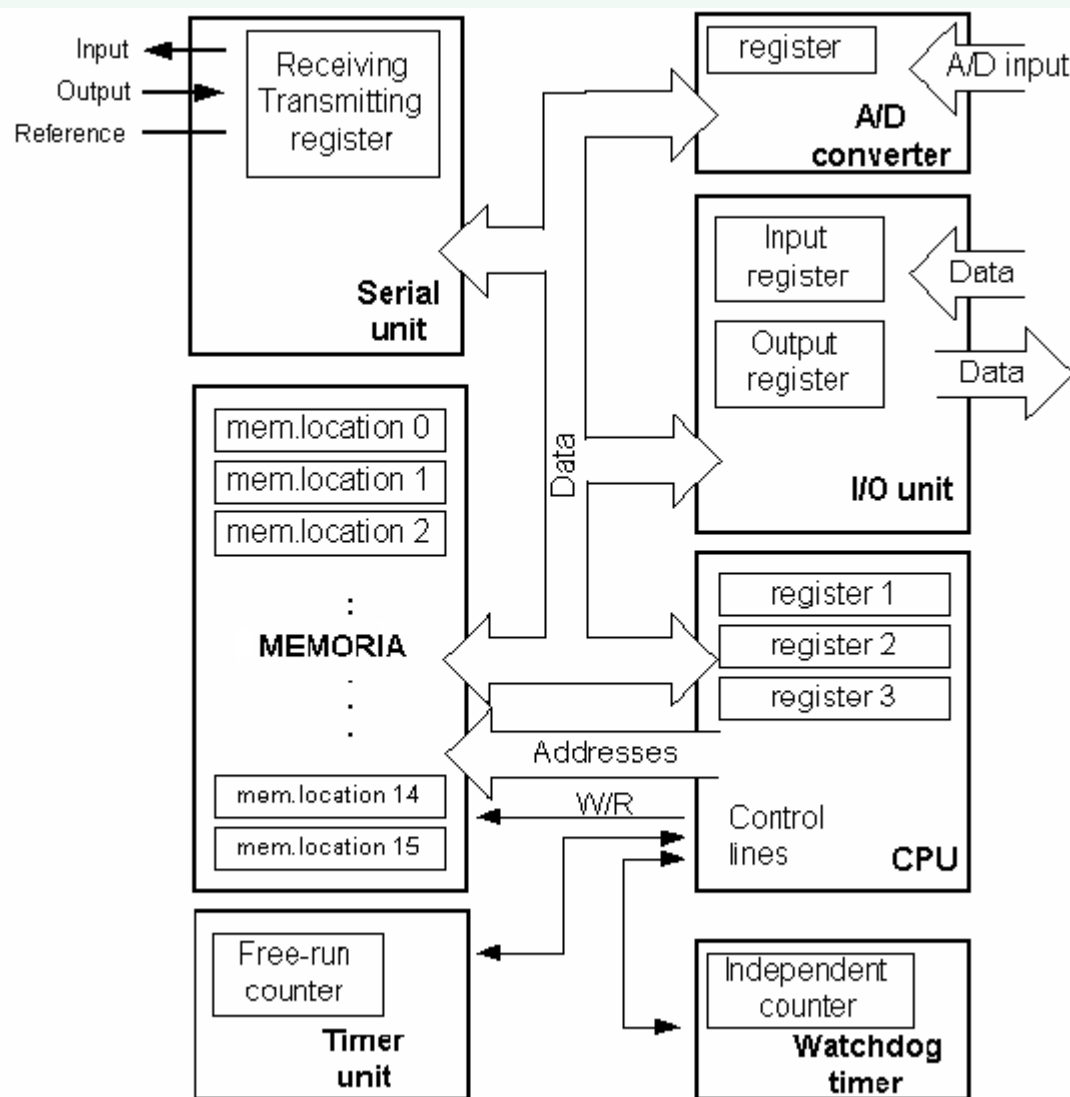 Input
Output
Reference
Receiving
Transmitting
register
Serial
unit
register
A/D input
A/D
converter
Input
register
Data
Output
register
Data
I/O unit
Data
mem.location 0
mem.location 1
mem.location 2
:
MEMORIA
.
.
.
mem.location 14
mem.location 15
register 1
register 2
register 3
Addresses
W/R
Control
lines
CPU
Free-run
counter
Timer
unit
Independent
counter
Watchdog
timer